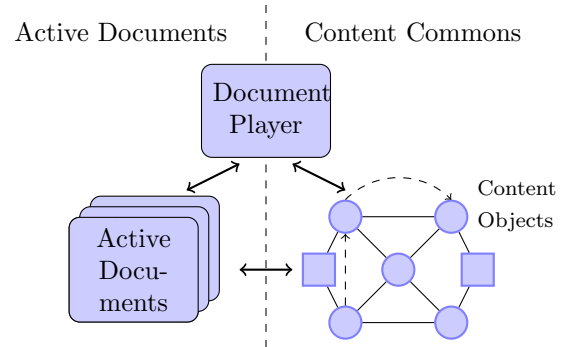 Active Documents
Content Commons
Document
Player
Content
Objects
Active
Docu-
ments